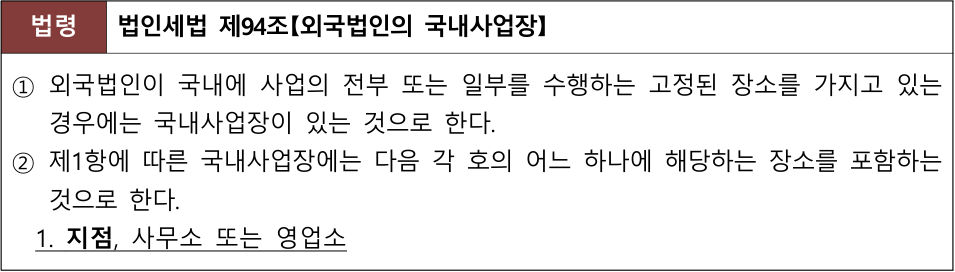 법령 법인세법 제94조【외국법인의 국내사업장】
① 외국법인이 국내에 사업의 전부 또는 일부를 수행하는 고정된 장소를 가지고 있는
경우에는 국내사업장이 있는 것으로 한다.
② 제1항에 따른 국내사업장에는 다음 각 호의 어느 하나에 해당하는 장소를 포함하는
것으로 한다.
1. 지점, 사무소 또는 영업소